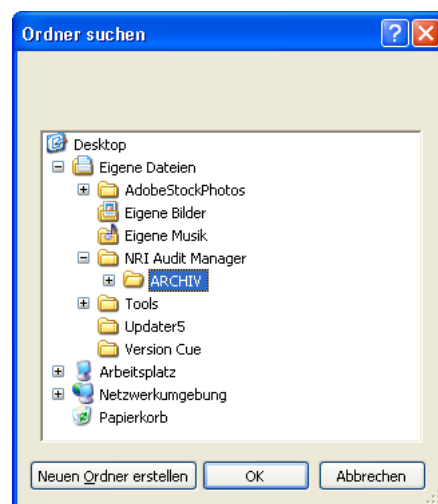 Ordner suchen
Desktop
Eigene Dateien
AdobeStockPhotos
Eigene Bilder
Eigene Musik
NRI Audit Manager
ARCHIV
Tools
Updater5
Version Cue
Arbeitsplatz
Netzwerkumgebung
Papierkorb
Neuen Ordner erstellen OK Abbrechen